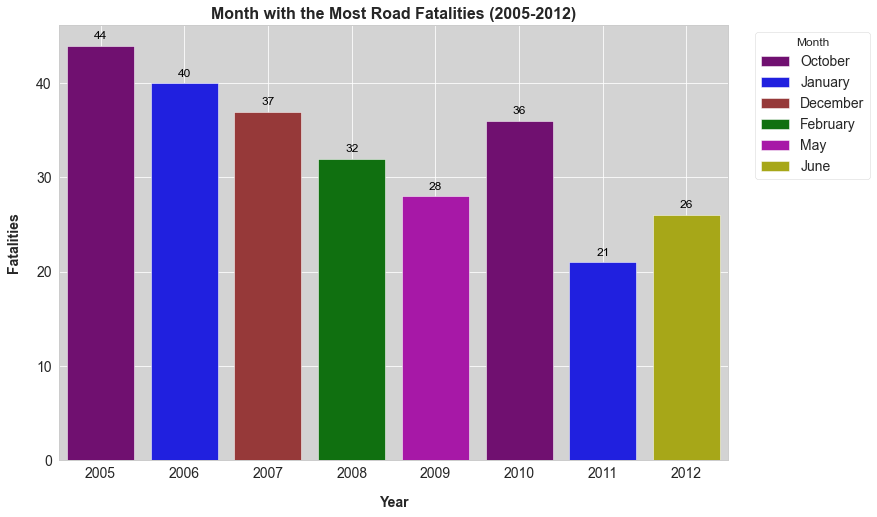 Month with the Most Road Fatalities (2005-2012)
44
40
37
32
28
36
21
26
Fatalities
40
30
20
10
0
2005 2006 2007 2008 2009 2010 2011 2012
Year
Month
October
January
December
February
May
June